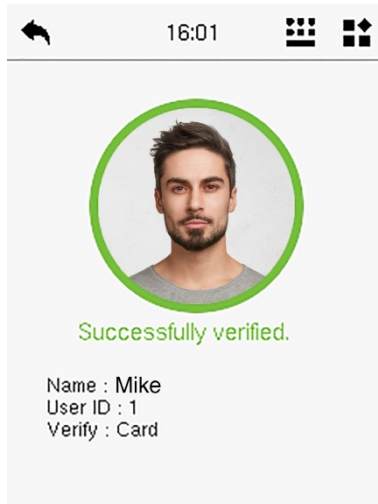 16:01
Successfully verified.
Name : Mike
User ID : 1
Verify : Card